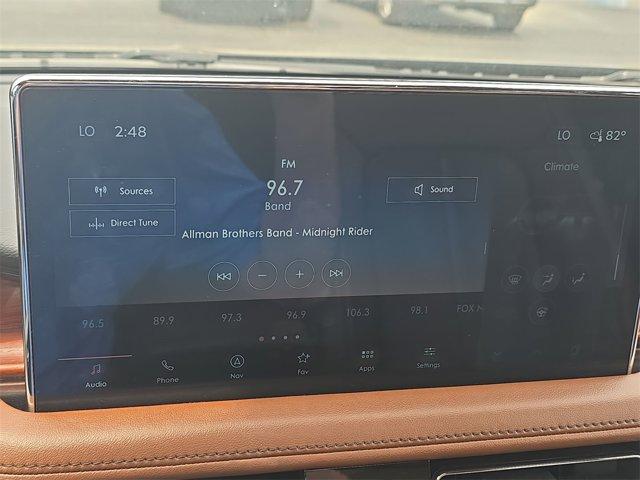 LO 2:48
LO 82°
FM
Climate
96.7
Sources
Sound
Band
Direct Tune
Allman Brothers Band - Midnight Rider
96.5 89.9 97.3 96.9 106.3 98.1 FOX
Audio Phone Nav Fav Apps Settings